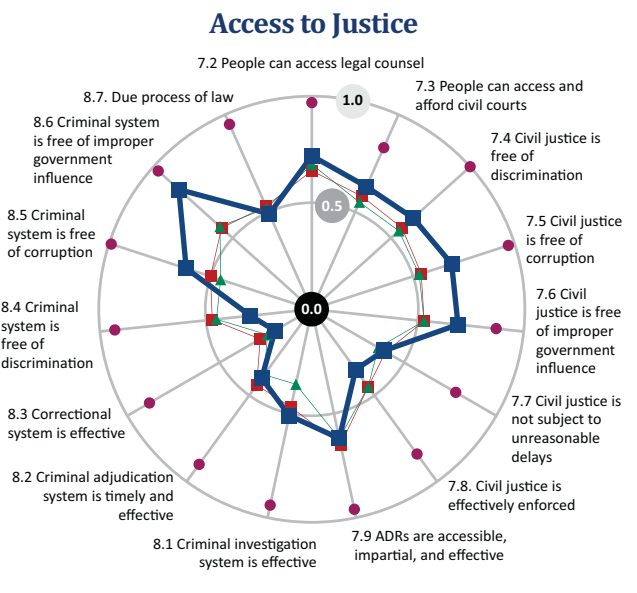 Access to Justice
7.2 People can access legal counsel
7.3 People can access and
afford civil courts
7.4 Civil justice is
free of
discrimination
7.5 Civil justice
is free of
corruption
7.6 Civil
justice is free
of improper
government
influence
7.7 Civil justice is
not subject to
unreasonable
delays
7.8. Civil justice is
effectively enforced
7.9 ADRs are accessible,
impartial, and effective
8.1 Criminal investigation
system is effective
8.2 Criminal adjudication
system is timely and
effective
8.3 Correctional
system is effective
8.4 Criminal
system is
free of
discrimination
8.5 Criminal
system is free
of corruption
8.6 Criminal system
is free of improper
government
influence
8.7. Due process of law
1.0
0.5
0.0